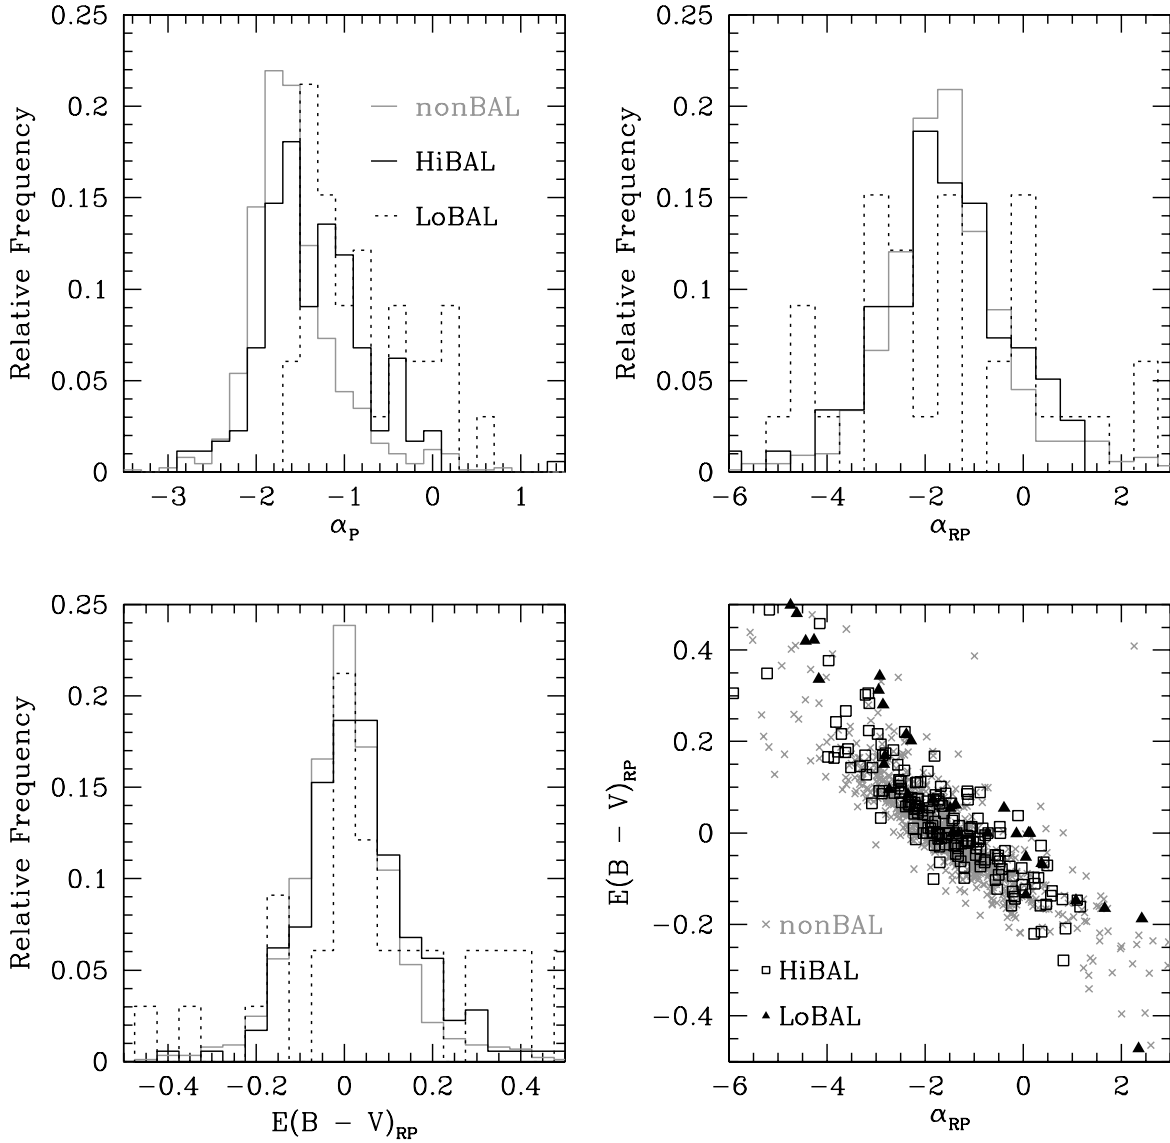 0.25
0.2
0.15
0.1
0.05
0
Relative Frequency
nonBAL
HiBAL
LoBAL
−3 −2 −1 0 1
α_P
0.25
0.2
0.15
0.1
0.05
0
Relative Frequency
−6 −4 −2 0 2
α_RP
0.25
0.2
0.15
0.1
0.05
0
Relative Frequency
−0.4 −0.2 0 0.2 0.4
E(B − V)_RP
0.4
0.2
0
−0.2
−0.4
E(B − V)_RP
nonBAL
HiBAL
LoBAL
−6 −4 −2 0 2
α_RP